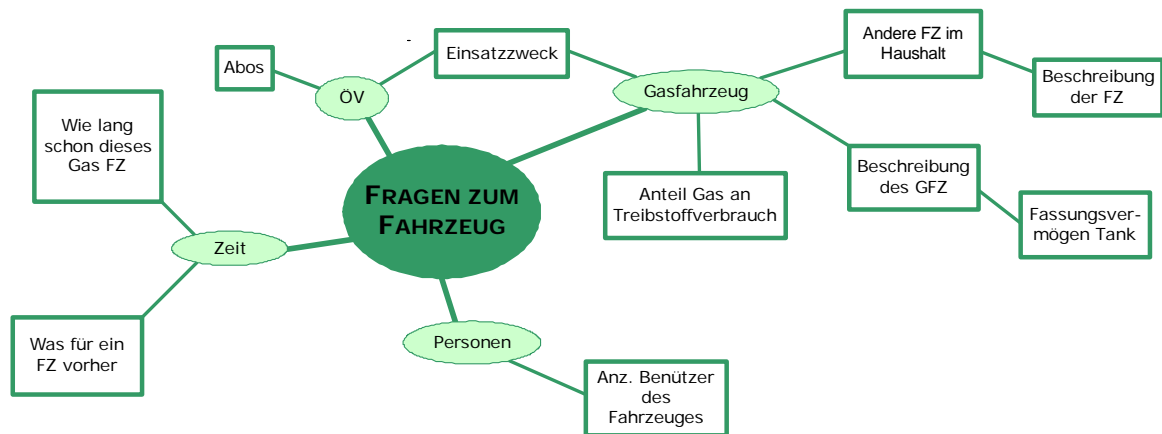 -
Abos
ÖV
Einsatzzweck
Andere FZ im
Haushalt
Gasfahrzeug
Beschreibung
der FZ
Wie lang
schon dieses
Gas FZ
FRAGEN ZUM
FAHRZEUG
Anteil Gas an
Treibstoffverbrauch
Beschreibung
des GFZ
Fassungsver-
mögen Tank
Zeit
Was für ein
FZ vorher
Personen
Anz. Benützer
des
Fahrzeuges